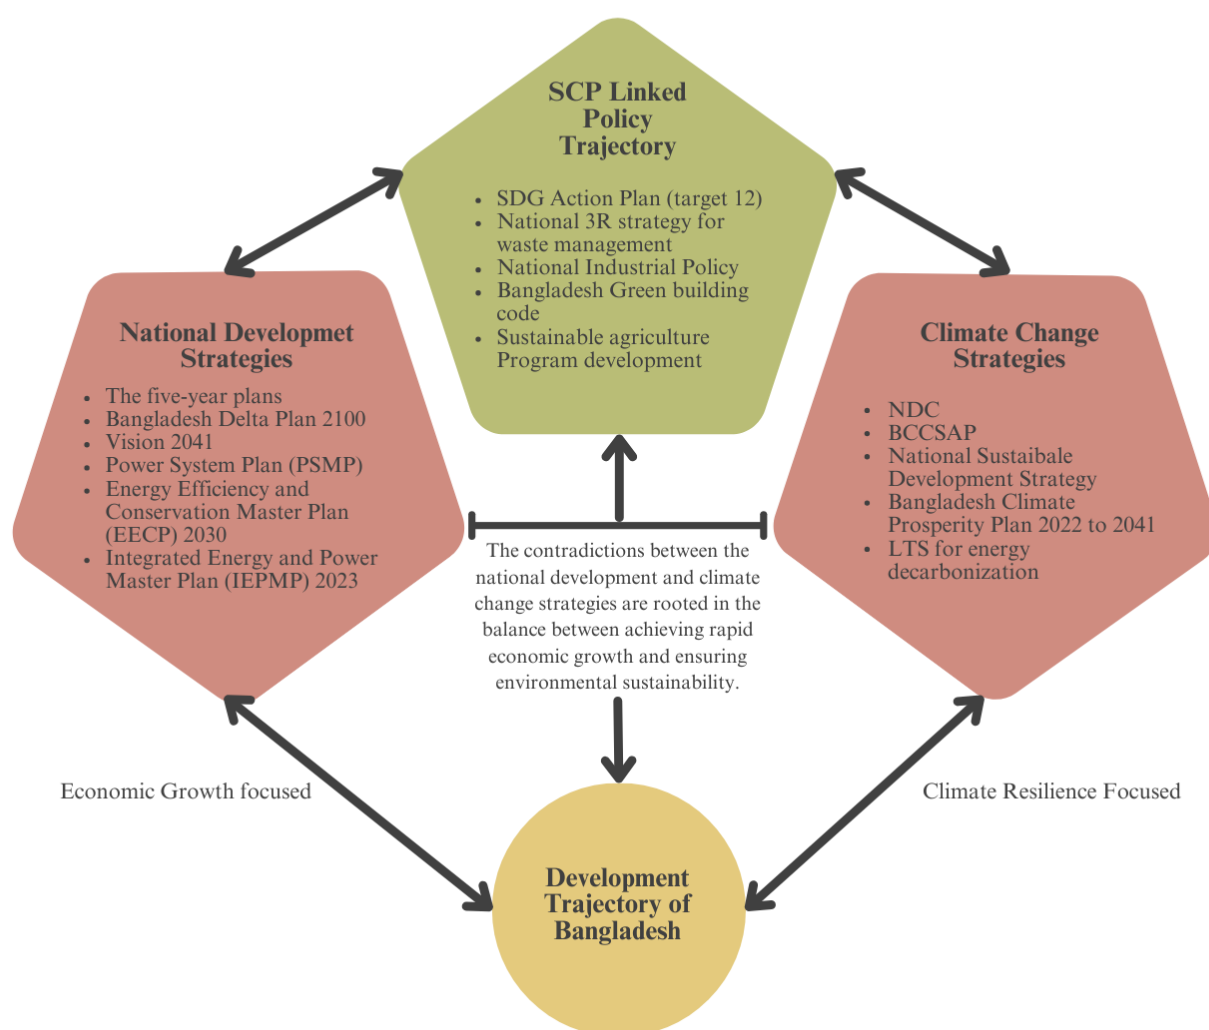 SCP Linked
Policy
Trajectory
• SDG Action Plan (target 12)
• National 3R strategy for
waste management
• National Industrial Policy
• Bangladesh Green building
code
• Sustainable agriculture
Program development
National Developmet
Strategies
• The five-year plans
• Bangladesh Delta Plan 2100
• Vision 2041
• Power System Plan (PSMP)
• Energy Efficiency and
Conservation Master Plan
(EECP) 2030
• Integrated Energy and Power
Master Plan (IEPMP) 2023
Climate Change
Strategies
• NDC
• BCCSAP
• National Sustaibale
Development Strategy
• Bangladesh Climate
Prosperity Plan 2022 to 2041
• LTS for energy
decarbonization
The contradictions between the
national development and climate
change strategies are rooted in the
balance between achieving rapid
economic growth and ensuring
environmental sustainability.
Economic Growth focused
Climate Resilience Focused
Development
Trajectory of
Bangladesh